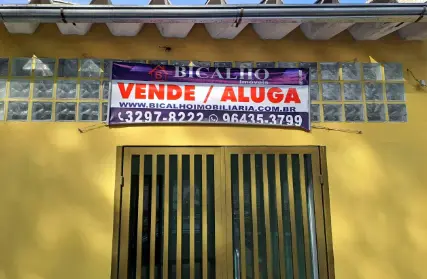 BICALHO
Imóveis
VENDE / ALUGA
WWW.BICALHOIMOBILIARIA.COM.BR
3297-8222 96435-3799